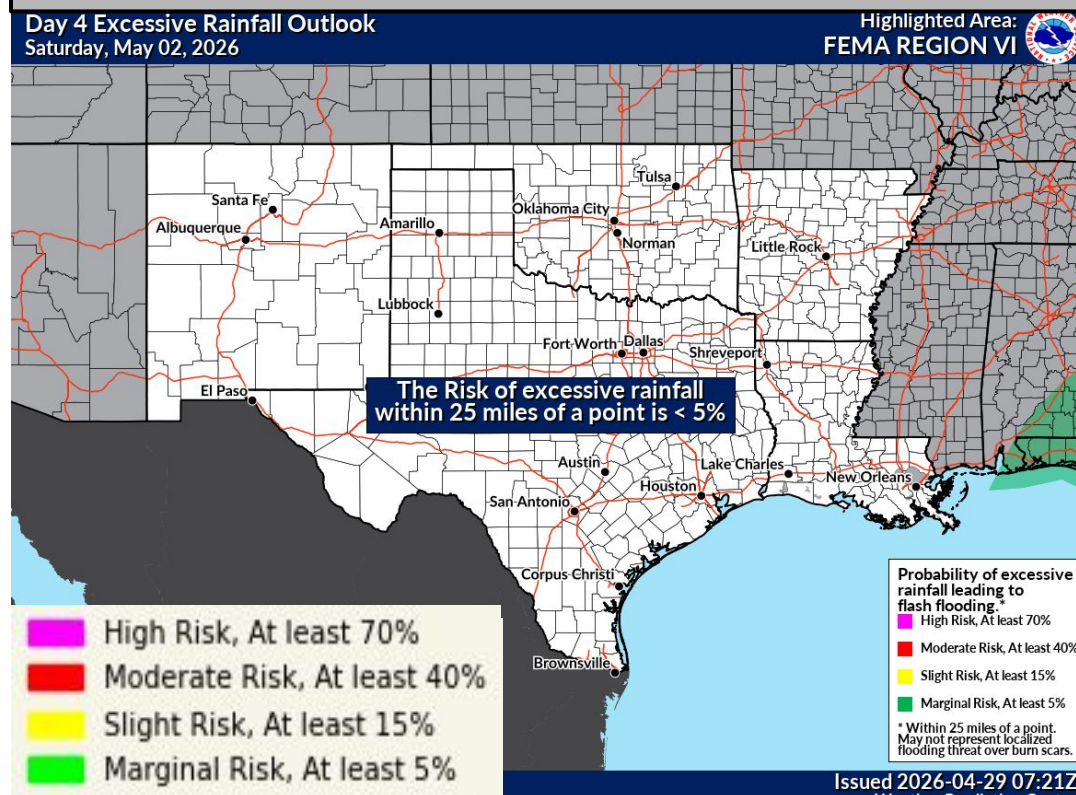 Day 4 Excessive Rainfall Outlook
Saturday, May 02, 2026
Highlighted Area:
FEMA REGION VI
Santa Fe
Albuquerque
Amarillo
Tulsa
Oklahoma City
Norman
Little Rock
Lubbock
Fort Worth
Dallas
Shreveport
El Paso
The Risk of excessive rainfall
within 25 miles of a point is < 5%
Austin
Lake Charles
Houston
New Orleans
San Antonio
Corpus Christi
Brownsville
Probability of excessive
rainfall leading to
flash flooding.*
High Risk, At least 70%
Moderate Risk, At least 40%
Slight Risk, At least 15%
Marginal Risk, At least 5%
* Within 25 miles of a point.
May not represent localized
flooding threat over burn scars.
High Risk, At least 70%
Moderate Risk, At least 40%
Slight Risk, At least 15%
Marginal Risk, At least 5%
Issued 2026-04-29 07:21Z